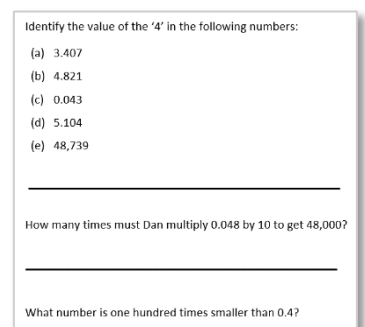 Identify the value of the ‘4’ in the following numbers:
(a) 3.407
(b) 4.821
(c) 0.043
(d) 5.104
(e) 48,739
How many times must Dan multiply 0.048 by 10 to get 48,000?
What number is one hundred times smaller than 0.4?